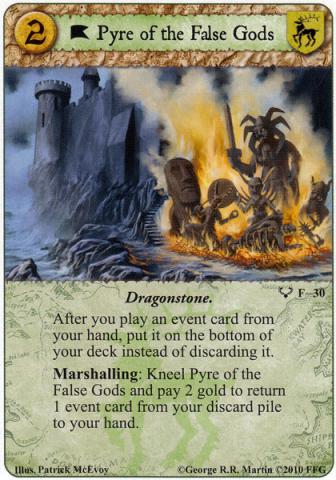 2 Pyre of the False Gods
F-30
Dragonstone.
After you play an event card from
your hand, put it on the bottom of
your deck instead of discarding it.
Marshalling: Kneel Pyre of the
False Gods and pay 2 gold to return
1 event card from your discard pile
to your hand.
Illus. Patrick McEvoy ©George R.R. Martin ©2010 FFG